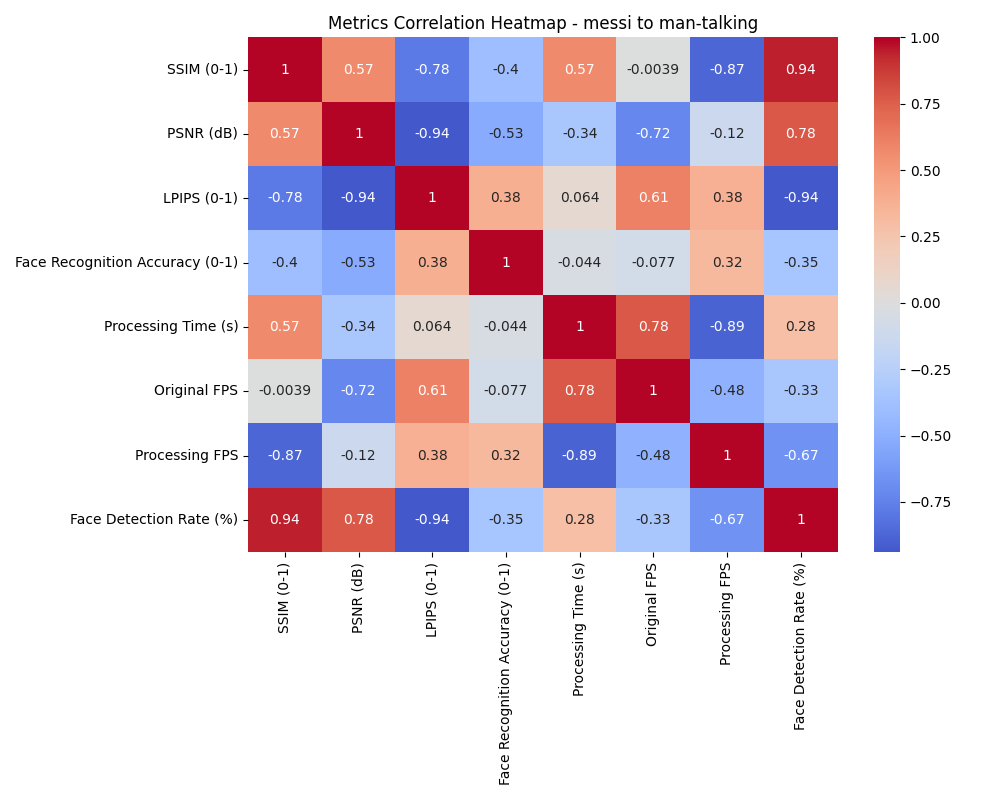 Metrics Correlation Heatmap - messi to man-talking
SSIM (0-1) 1 0.57 -0.78 -0.4 0.57 -0.0039 -0.87 0.94
PSNR (dB) 0.57 1 -0.94 -0.53 -0.34 -0.72 -0.12 0.78
LPIPS (0-1) -0.78 -0.94 1 0.38 0.064 0.61 0.38 -0.94
Face Recognition Accuracy (0-1) -0.4 -0.53 0.38 1 -0.044 -0.077 0.32 -0.35
Processing Time (s) 0.57 -0.34 0.064 -0.044 1 0.78 -0.89 0.28
Original FPS -0.0039 -0.72 0.61 -0.077 0.78 1 -0.48 -0.33
Processing FPS -0.87 -0.12 0.38 0.32 -0.89 -0.48 1 -0.67
Face Detection Rate (%) 0.94 0.78 -0.94 -0.35 0.28 -0.33 -0.67 1
SSIM (0-1)
PSNR (dB)
LPIPS (0-1)
Face Recognition Accuracy (0-1)
Processing Time (s)
Original FPS
Processing FPS
Face Detection Rate (%)
1.00
0.75
0.50
0.25
0.00
−0.25
−0.50
−0.75